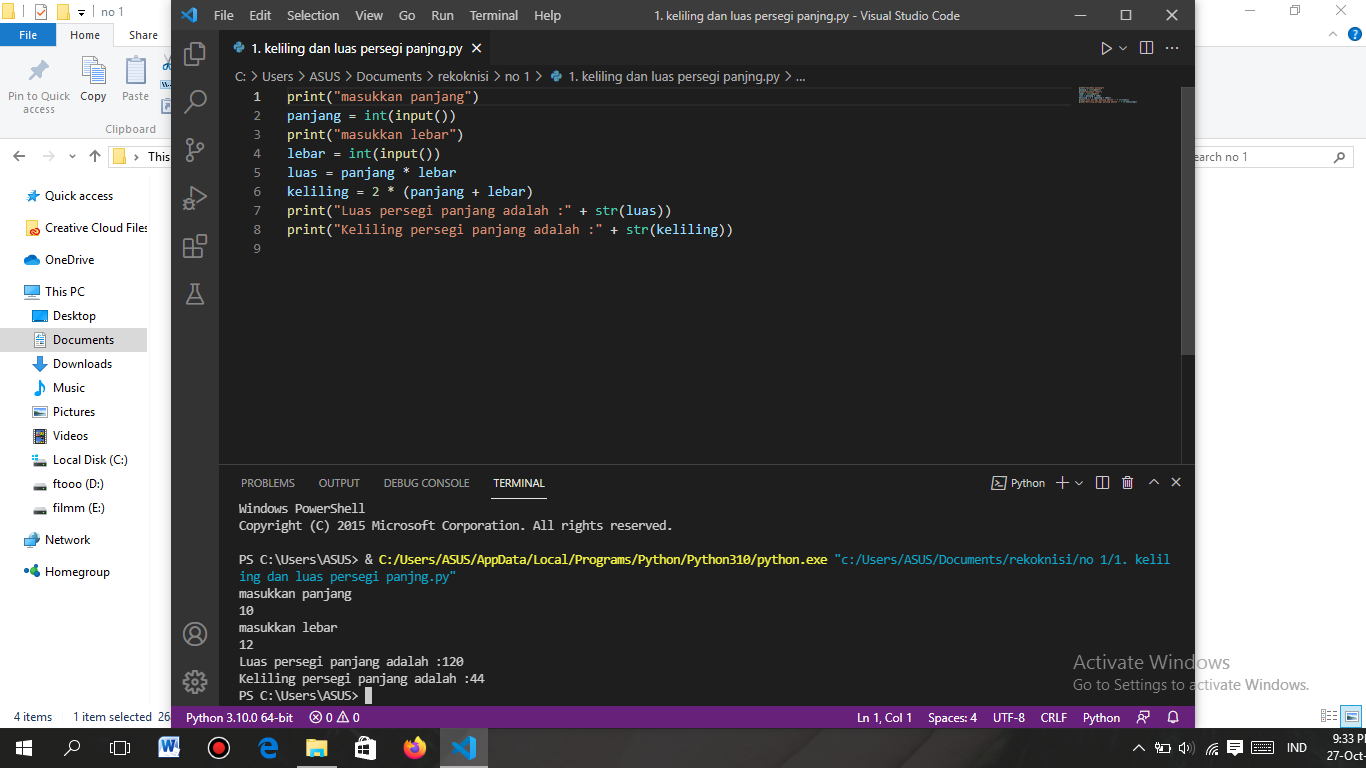 no 1
File Home Share
Pin to Quick access
Copy
Paste
Clipboard
This
Quick access
Creative Cloud Files
OneDrive
This PC
Desktop
Documents
Downloads
Music
Pictures
Videos
Local Disk (C:)
ftooo (D:)
filmm (E:)
Network
Homegroup
4 items 1 item selected 26
File Edit Selection View Go Run Terminal Help
1. keliling dan luas persegi panjng.py - Visual Studio Code
1. keliling dan luas persegi panjng.py
C: > Users > ASUS > Documents > rekoknisi > no 1 > 1. keliling dan luas persegi panjng.py > ...
1 print("masukkan panjang")
2 panjang = int(input())
3 print("masukkan lebar")
4 lebar = int(input())
5 luas = panjang * lebar
6 keliling = 2 * (panjang + lebar)
7 print("Luas persegi panjang adalah :" + str(luas))
8 print("Keliling persegi panjang adalah :" + str(keliling))
9
earch no 1
PROBLEMS OUTPUT DEBUG CONSOLE TERMINAL
Python
Windows PowerShell
Copyright (C) 2015 Microsoft Corporation. All rights reserved.
PS C:\Users\ASUS> & C:/Users/ASUS/AppData/Local/Programs/Python/Python310/python.exe "c:/Users/ASUS/Documents/rekoknisi/no 1/1. kelil
ing dan luas persegi panjng.py"
masukkan panjang
10
masukkan lebar
12
Luas persegi panjang adalah :120
Keliling persegi panjang adalah :44
PS C:\Users\ASUS>
Activate Windows
Go to Settings to activate Windows.
Python 3.10.0 64-bit 0 0
Ln 1, Col 1 Spaces: 4 UTF-8 CRLF Python
IND
9:33 P
27-Oct-